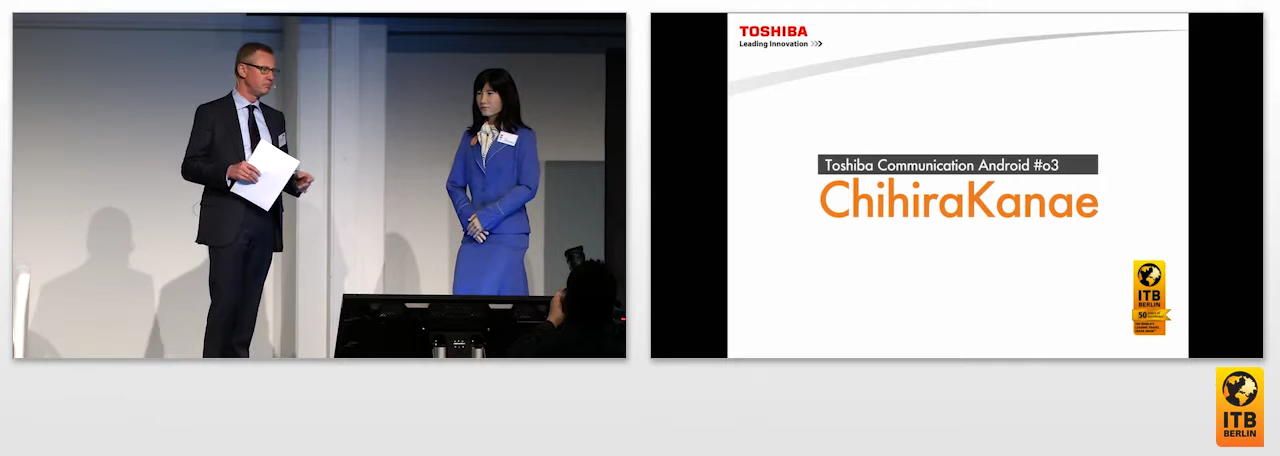 TOSHIBA
Leading Innovation >>>
Toshiba Communication Android #o3
ChihiraKanae
ITB
BERLIN
50
ITB
BERLIN